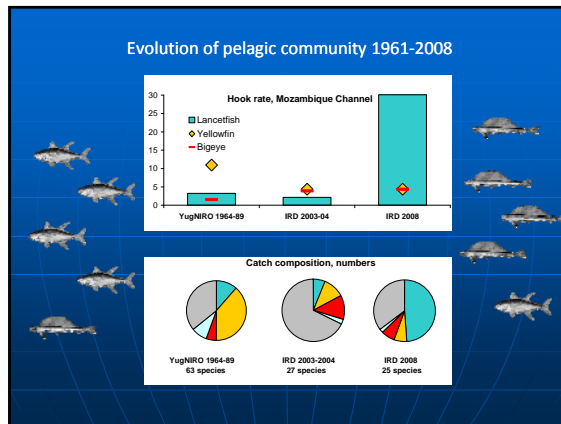 Evolution of pelagic community 1961-2008
Hook rate, Mozambique Channel
30
25
20
15
10
5
0
Lancetfish
Yellowfin
Bigeye
YugNIRO 1964-89 IRD 2003-04 IRD 2008
Catch composition, numbers
YugNIRO 1964-89 IRD 2003-2004 IRD 2008
63 species 27 species 25 species